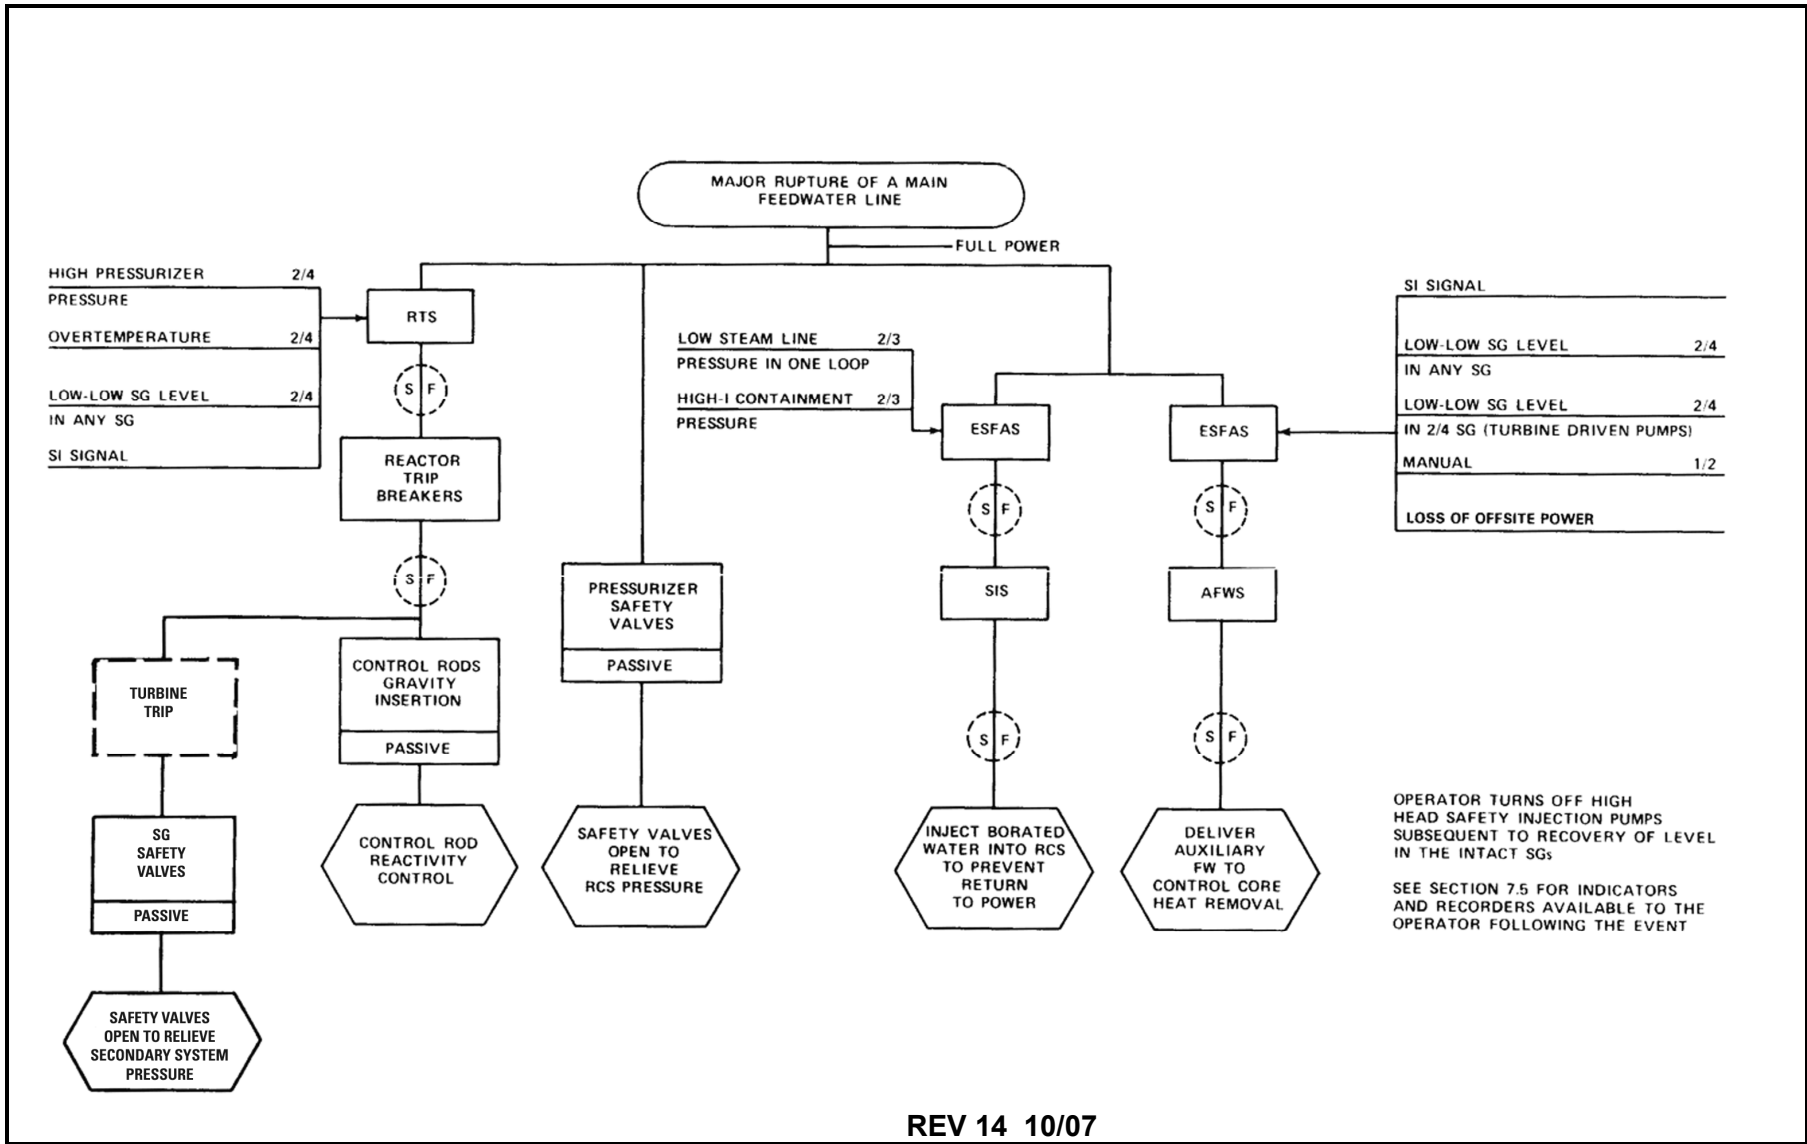 MAJOR RUPTURE OF A MAIN
FEEDWATER LINE
FULL POWER
HIGH PRESSURIZER 2/4
PRESSURE
OVERTEMPERATURE 2/4
LOW-LOW SG LEVEL 2/4
IN ANY SG
SI SIGNAL
RTS
S F
REACTOR
TRIP
BREAKERS
S F
TURBINE
TRIP
SG
SAFETY
VALVES
PASSIVE
SAFETY VALVES
OPEN TO RELIEVE
SECONDARY SYSTEM
PRESSURE
CONTROL RODS
GRAVITY
INSERTION
PASSIVE
CONTROL ROD
REACTIVITY
CONTROL
PRESSURIZER
SAFETY
VALVES
PASSIVE
SAFETY VALVES
OPEN TO
RELIEVE
RCS PRESSURE
LOW STEAM LINE 2/3
PRESSURE IN ONE LOOP
HIGH-I CONTAINMENT 2/3
PRESSURE
ESFAS
S F
SIS
S F
INJECT BORATED
WATER INTO RCS
TO PREVENT
RETURN
TO POWER
ESFAS
S F
AFWS
S F
DELIVER
AUXILIARY
FW TO
CONTROL CORE
HEAT REMOVAL
SI SIGNAL
LOW-LOW SG LEVEL 2/4
IN ANY SG
LOW-LOW SG LEVEL 2/4
IN 2/4 SG (TURBINE DRIVEN PUMPS)
MANUAL 1/2
LOSS OF OFFSITE POWER
OPERATOR TURNS OFF HIGH
HEAD SAFETY INJECTION PUMPS
SUBSEQUENT TO RECOVERY OF LEVEL
IN THE INTACT SGs
SEE SECTION 7.5 FOR INDICATORS
AND RECORDERS AVAILABLE TO THE
OPERATOR FOLLOWING THE EVENT
REV 14 10/07